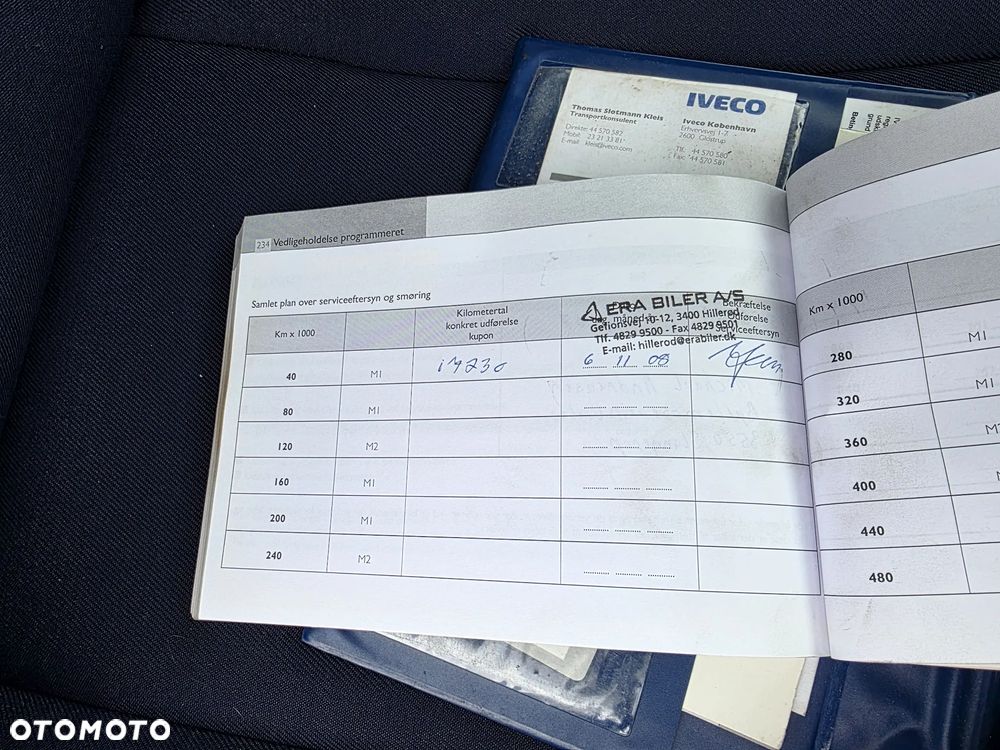 IVECO
Thomas Slotmann Kleis
Transportkonsulent
Iveco København
Erhvervsvej 1-7
2600 Glostrup
Direkte: 44 570 582
Mobil: 23 21 33 81
E-mail: kleis@iveco.com
Tlf.: 44 570 580
Fax: 44 570 581
234 Vedligeholdelse programmeret
Samlet plan over serviceeftersyn og smøring
Km x 1000
Kilometertal
konkret udførelse
kupon
Bekræftelse
Udførelse
Serviceeftersyn
ERA BILER A/S
Gefionsvej 10-12, 3400 Hillerød
Tlf. 4829 9500 - Fax 4829 9501
E-mail: hillerod@erabiler.dk
40 M1 6 11 08
80 M1
120 M2
160 M1
200 M1
240 M2
Km x 1000
280 M1
320 M1
360
400
440
480
OTOMOTO